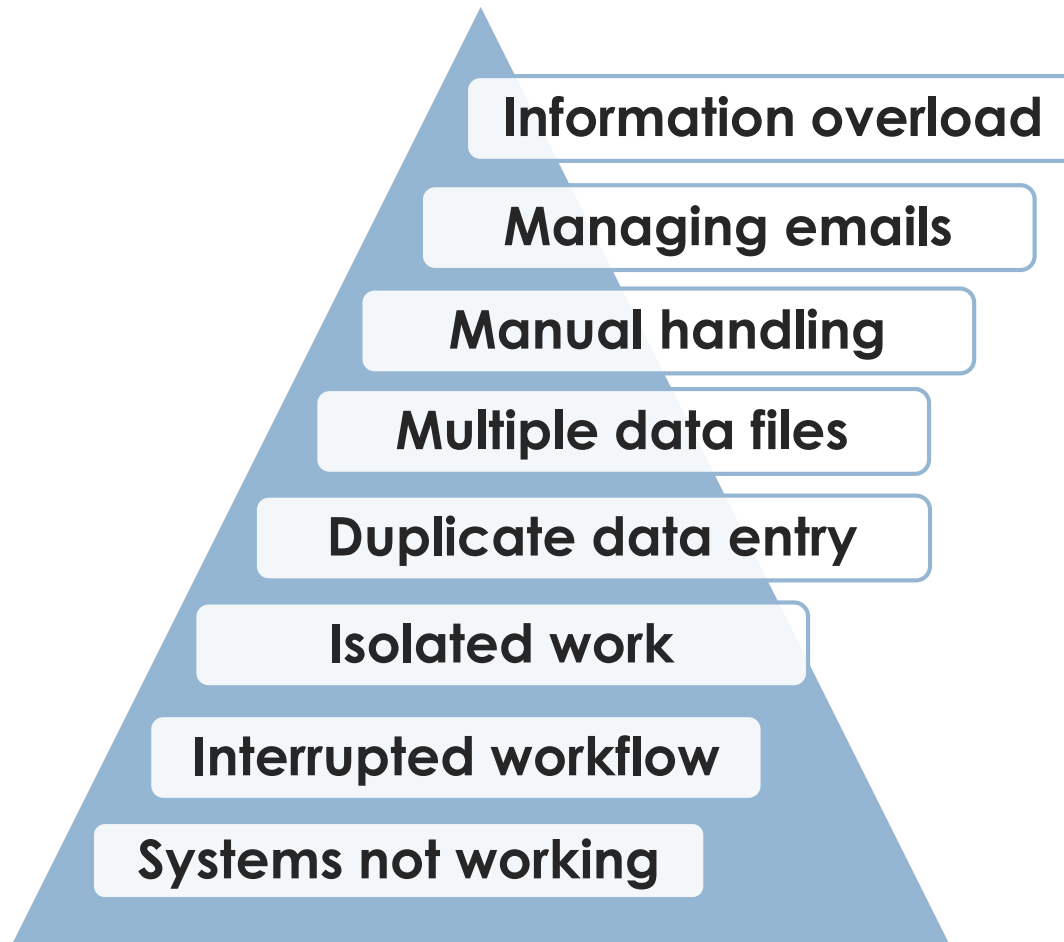 Information overload
Managing emails
Manual handling
Multiple data files
Duplicate data entry
Isolated work
Interrupted workflow
Systems not working